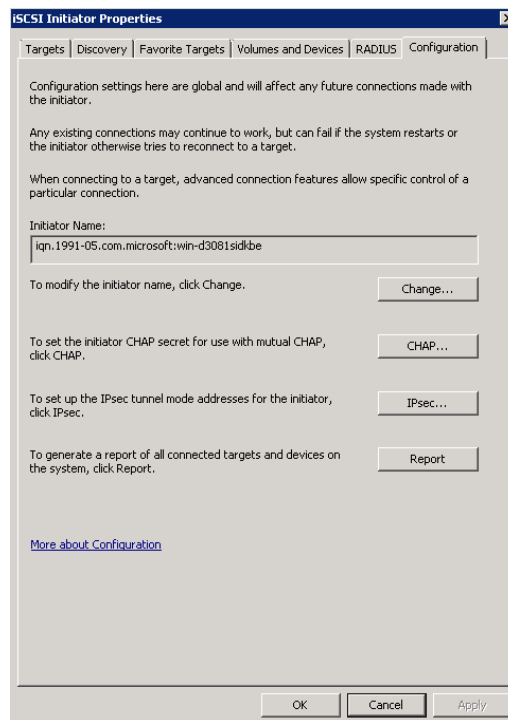 iSCSI Initiator Properties
Targets Discovery Favorite Targets Volumes and Devices RADIUS Configuration
Configuration settings here are global and will affect any future connections made with
the initiator.
Any existing connections may continue to work, but can fail if the system restarts or
the initiator otherwise tries to reconnect to a target.
When connecting to a target, advanced connection features allow specific control of a
particular connection.
Initiator Name:
iqn.1991-05.com.microsoft:win-d3081sidkbe
To modify the initiator name, click Change.
Change...
To set the initiator CHAP secret for use with mutual CHAP,
click CHAP.
CHAP...
To set up the IPsec tunnel mode addresses for the initiator,
click IPsec.
IPsec...
To generate a report of all connected targets and devices on
the system, click Report.
Report
More about Configuration
OK Cancel Apply